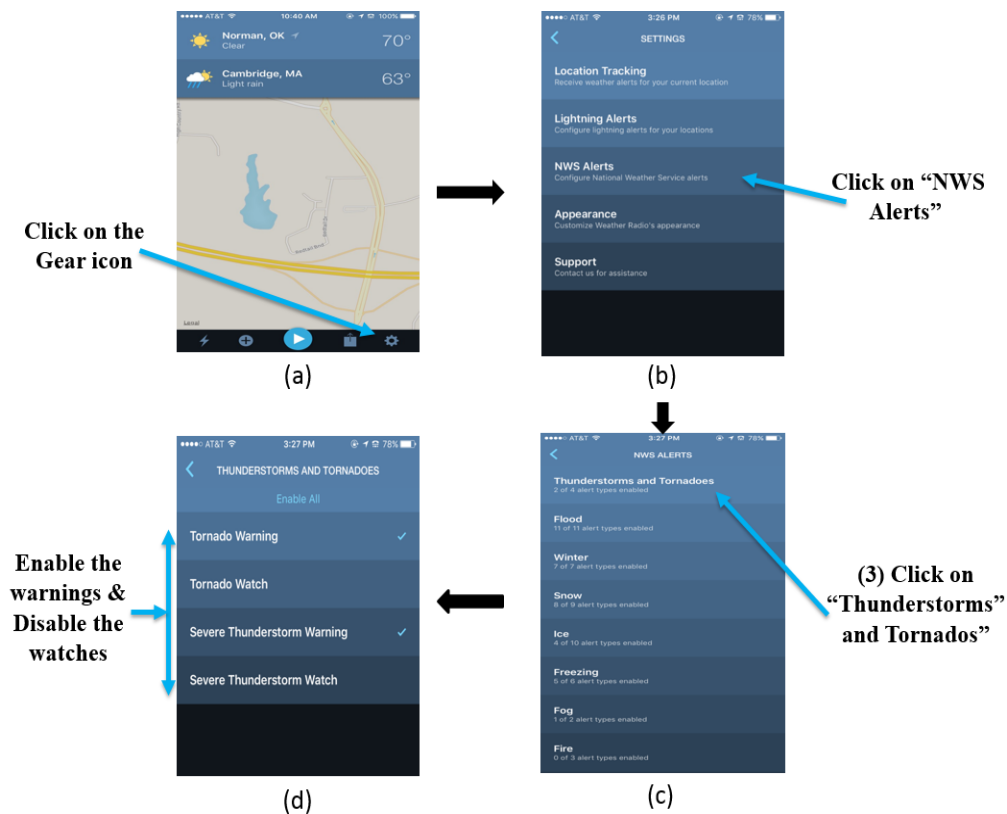 AT&T 10:40 AM 100%
Norman, OK
Clear
70°
Cambridge, MA
Light rain
63°
Legal
Click on the
Gear icon
(a)
AT&T 3:26 PM 78%
SETTINGS
Location Tracking
Receive weather alerts for your current location
Lightning Alerts
Configure lightning alerts for your locations
NWS Alerts
Configure National Weather Service alerts
Appearance
Customize Weather Radio's appearance
Support
Contact us for assistance
Click on “NWS
Alerts”
(b)
AT&T 3:27 PM 78%
NWS ALERTS
Thunderstorms and Tornadoes
2 of 4 alert types enabled
Flood
11 of 11 alert types enabled
Winter
7 of 7 alert types enabled
Snow
8 of 9 alert types enabled
Ice
4 of 10 alert types enabled
Freezing
5 of 6 alert types enabled
Fog
1 of 2 alert types enabled
Fire
0 of 3 alert types enabled
(3) Click on
“Thunderstorms”
and Tornados”
(c)
AT&T 3:27 PM 78%
THUNDERSTORMS AND TORNADOES
Enable All
Tornado Warning
Tornado Watch
Severe Thunderstorm Warning
Severe Thunderstorm Watch
Enable the
warnings &
Disable the
watches
(d)